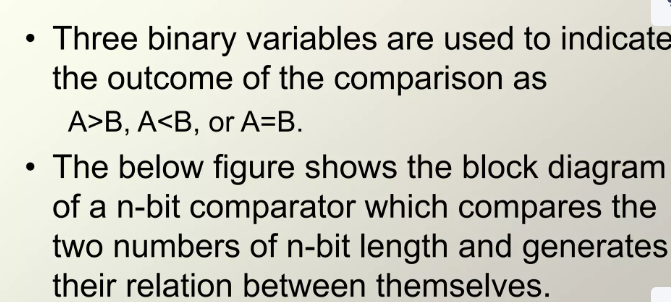 • Three binary variables are used to indicate
the outcome of the comparison as
A>B, A<B, or A=B.
• The below figure shows the block diagram
of a n-bit comparator which compares the
two numbers of n-bit length and generates
their relation between themselves.